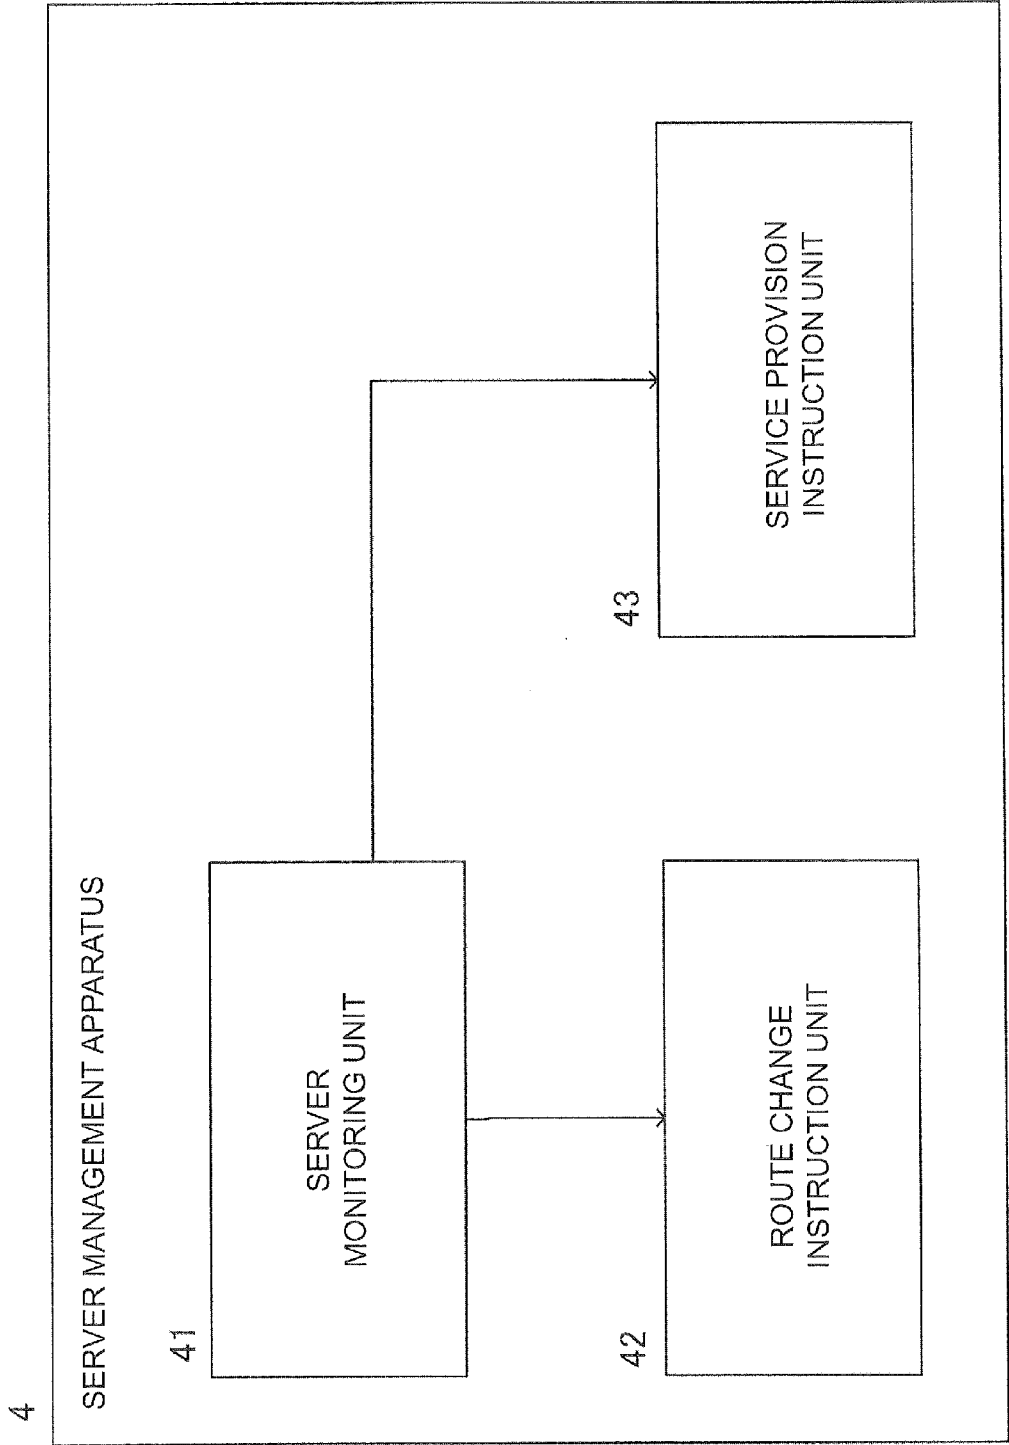 4
SERVER MANAGEMENT APPARATUS
41
SERVER
MONITORING UNIT
42
ROUTE CHANGE
INSTRUCTION UNIT
43
SERVICE PROVISION
INSTRUCTION UNIT